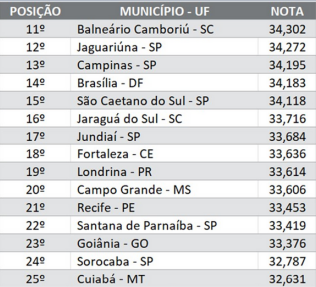 POSIÇÃO MUNICÍPIO - UF NOTA
11º Balneário Camboriú - SC 34,302
12º Jaguariúna - SP 34,272
13º Campinas - SP 34,195
14º Brasília - DF 34,183
15º São Caetano do Sul - SP 34,118
16º Jaraguá do Sul - SC 33,716
17º Jundiaí - SP 33,684
18º Fortaleza - CE 33,636
19º Londrina - PR 33,614
20º Campo Grande - MS 33,606
21º Recife - PE 33,453
22º Santana de Parnaíba - SP 33,419
23º Goiânia - GO 33,376
24º Sorocaba - SP 32,787
25º Cuiabá - MT 32,631